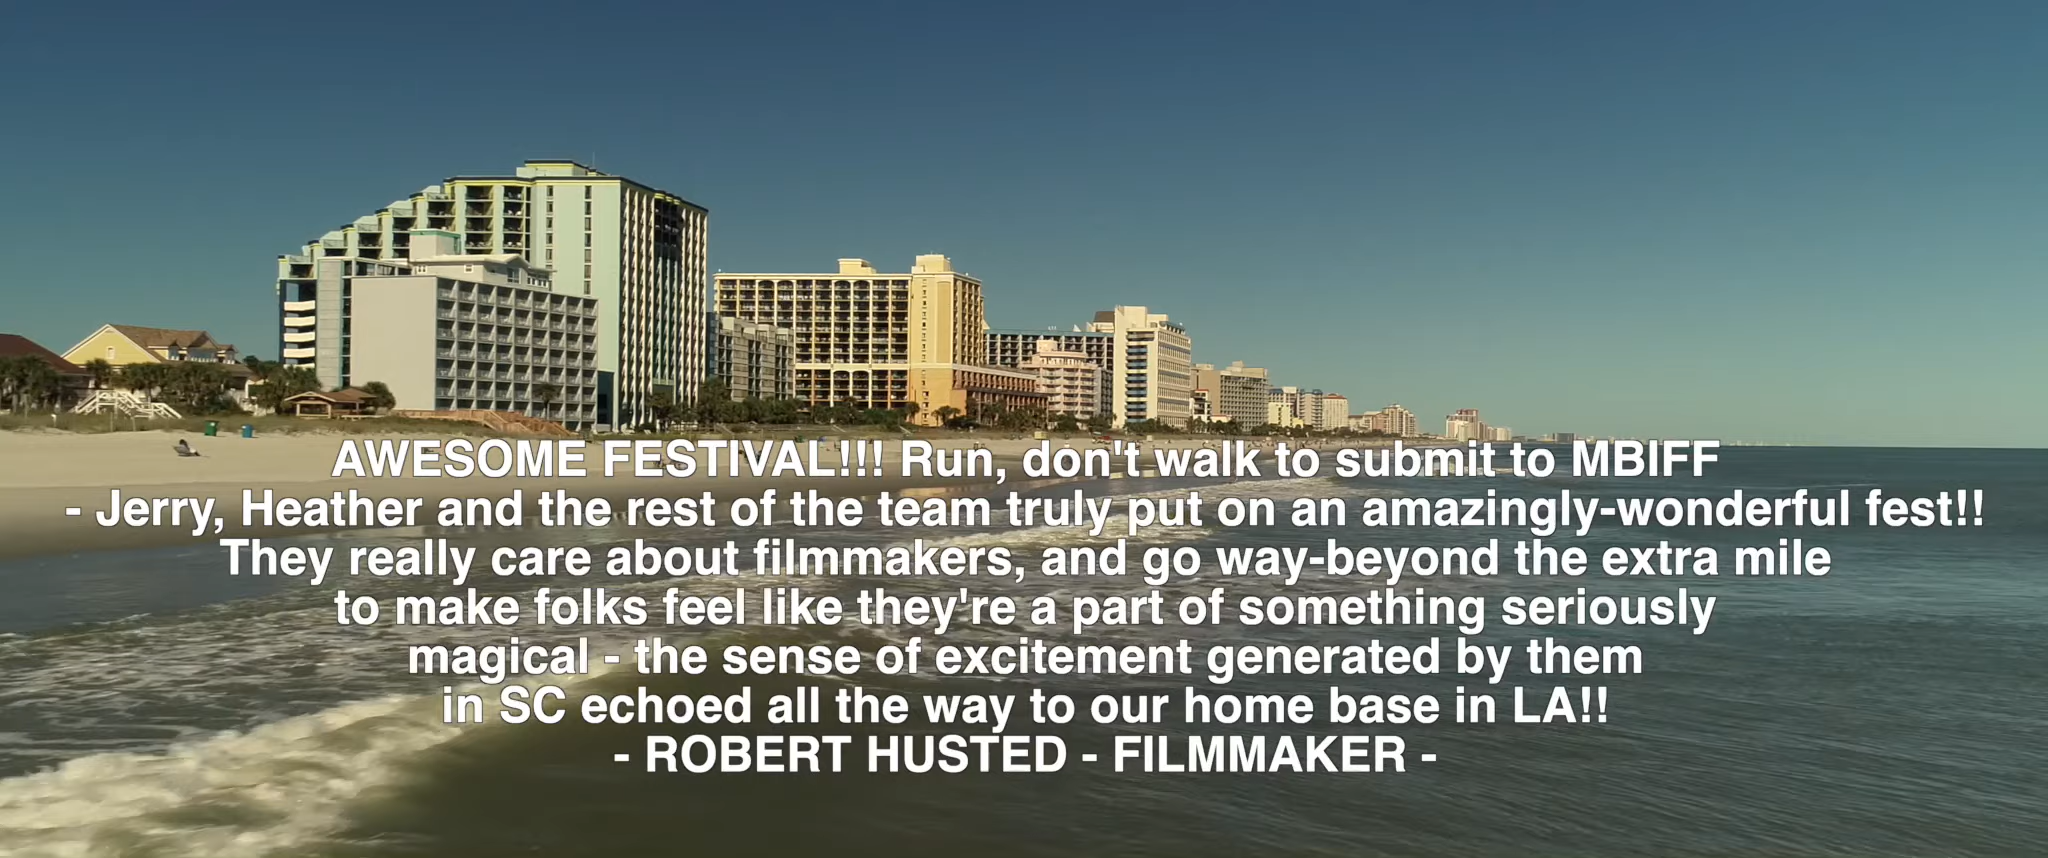 AWESOME FESTIVAL!!! Run, don't walk to submit to MBIFF
- Jerry, Heather and the rest of the team truly put on an amazingly-wonderful fest!!
They really care about filmmakers, and go way-beyond the extra mile
to make folks feel like they're a part of something seriously
magical - the sense of excitement generated by them
in SC echoed all the way to our home base in LA!!
- ROBERT HUSTED - FILMMAKER -